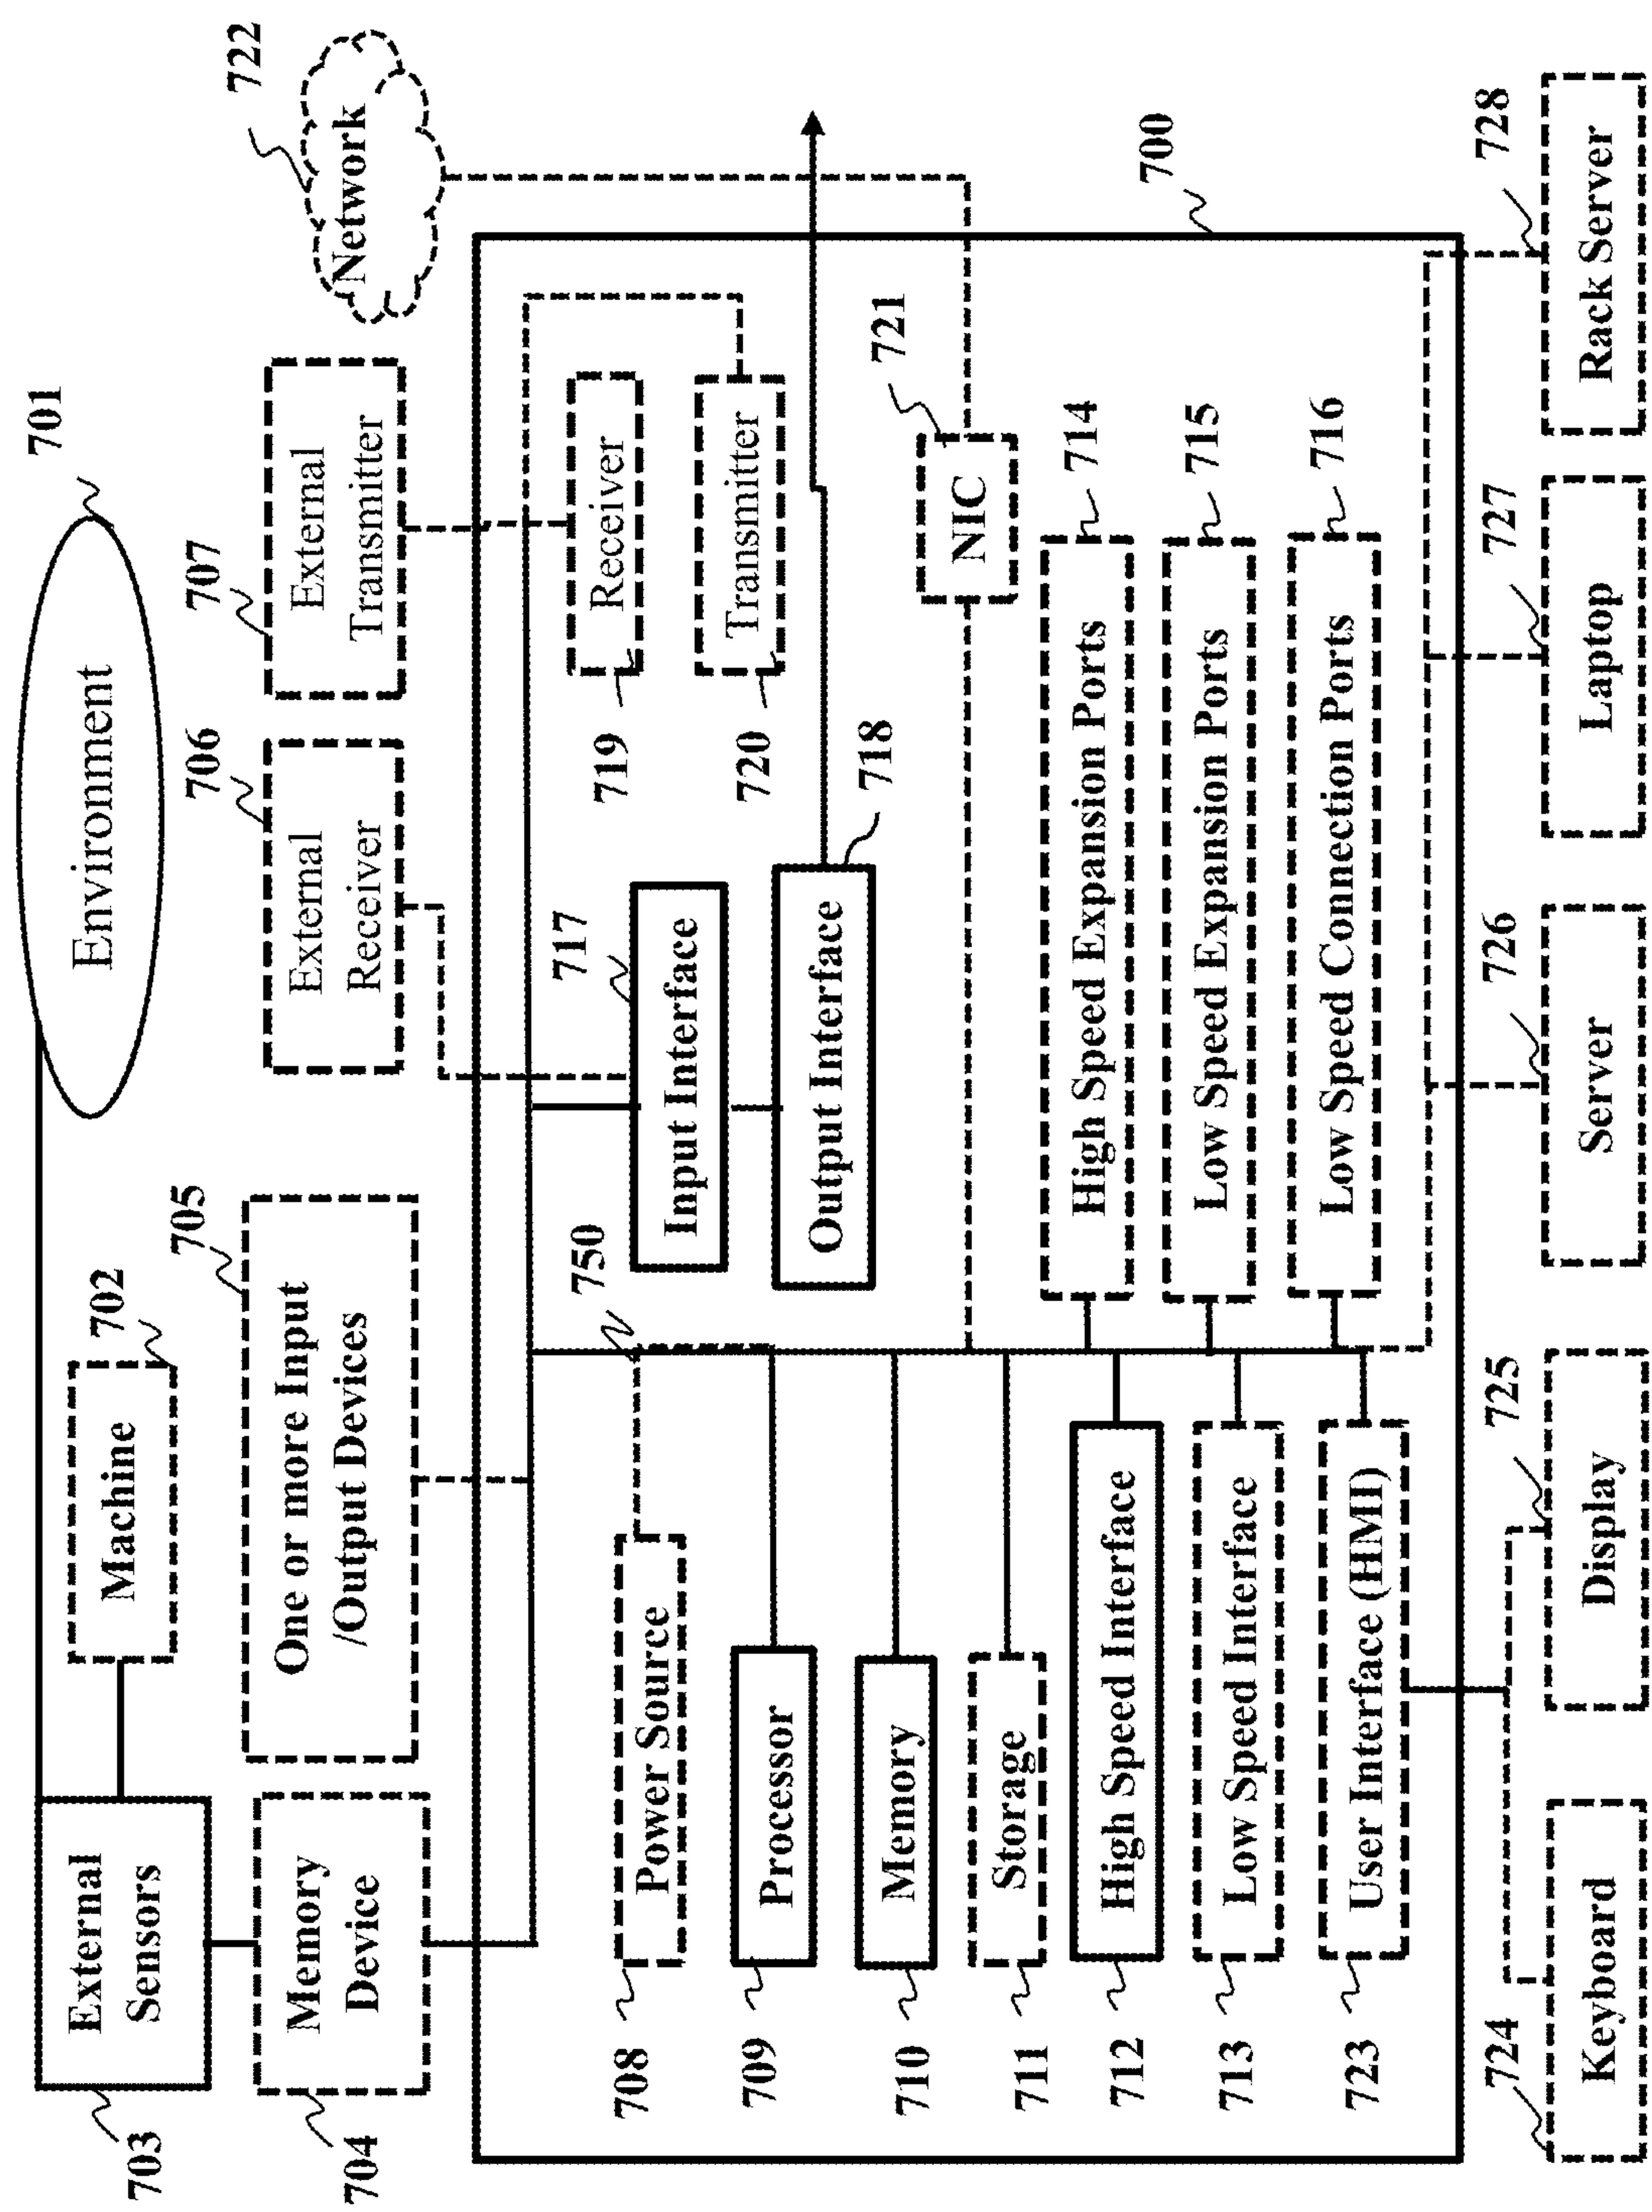 Environment
701
Machine
702
External
Sensors
703
Memory
Device
704
One or more Input
/Output Devices
705
External
Receiver
706
External
Transmitter
707
Network
722
700
Power Source
708
Processor
709
Memory
710
Storage
711
High Speed Interface
712
Low Speed Interface
713
User Interface (HMI)
723
750
Input Interface
717
Output Interface
718
Receiver
719
Transmitter
720
NIC
721
High Speed Expansion Ports
714
Low Speed Expansion Ports
715
Low Speed Connection Ports
716
Keyboard
724
Display
725
Server
726
Laptop
727
Rack Server
728